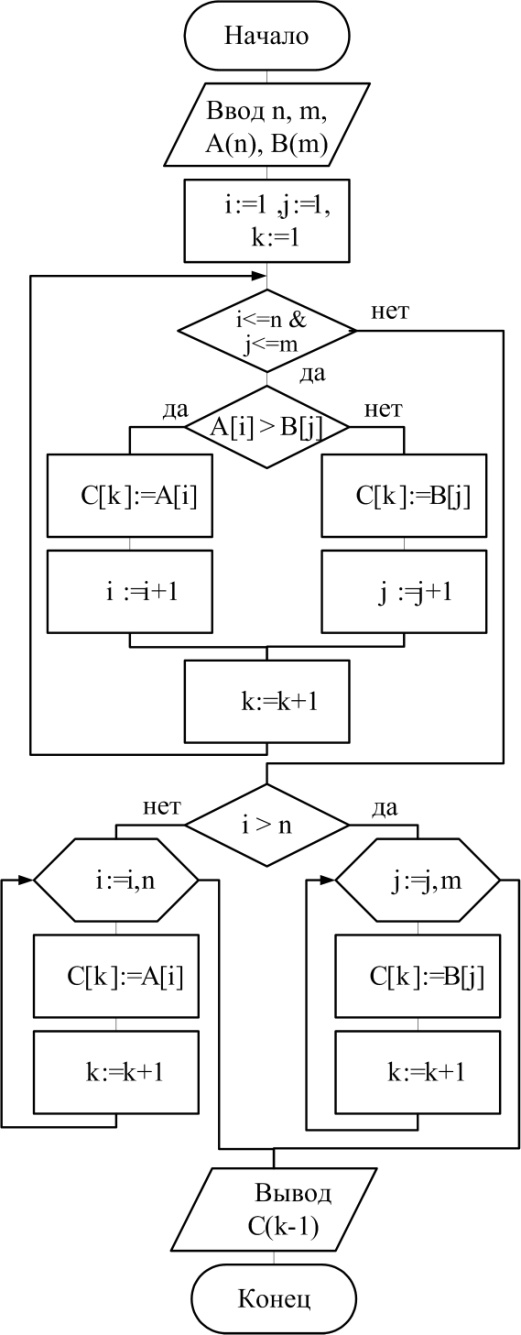 Начало
Ввод n, m,
A(n), B(m)
i:=1 ,j:=1,
k:=1
i<=n &
j<=m
нет
да
да
A[i] > B[j]
нет
C[k]:=A[i]
C[k]:=B[j]
i :=i+1
j :=j+1
k:=k+1
нет
i > n
да
i:=i,n
j:=j,m
C[k]:=A[i]
C[k]:=B[j]
k:=k+1
k:=k+1
Вывод
C(k-1)
Конец